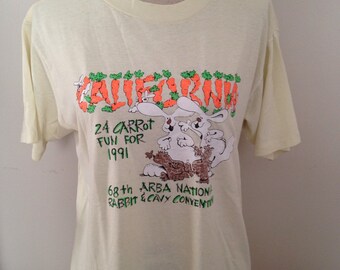 CALIFORNIA
24 CARROT
FUN FOR
1991
68th ARBA NATIONAL
RABBIT & CAVY CONVENTION